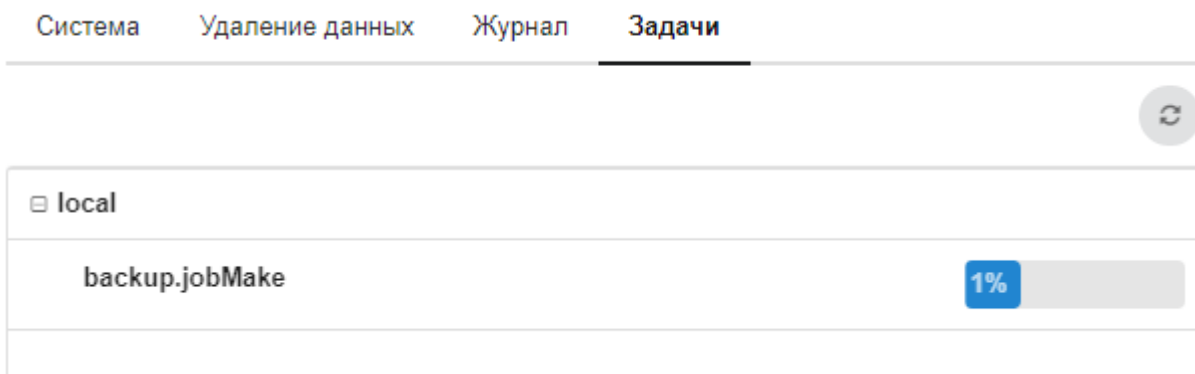 Система Удаление данных Журнал Задачи
local
backup.jobMake 1%